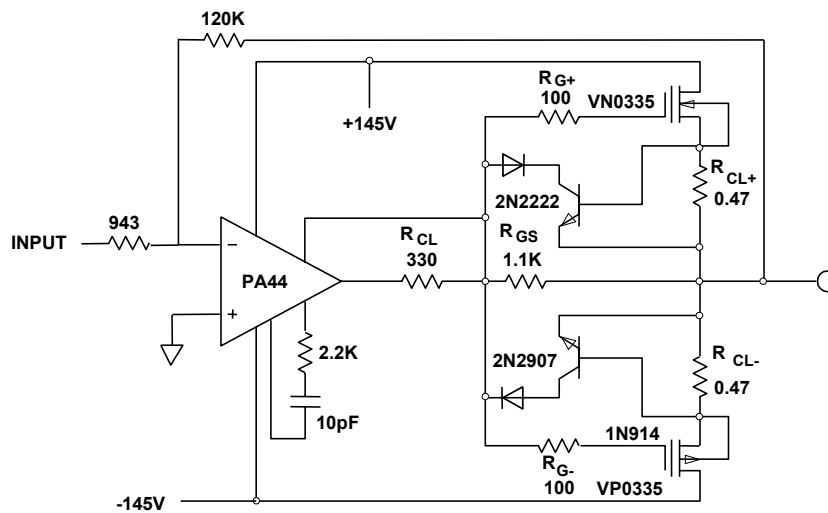 120K
R G+
100
VN0335
+145V
R CL+
0.47
2N2222
943
INPUT
R CL
330
R GS
1.1K
−
PA44
+
2.2K
10pF
2N2907
R CL-
0.47
1N914
R G-
100
VP0335
-145V